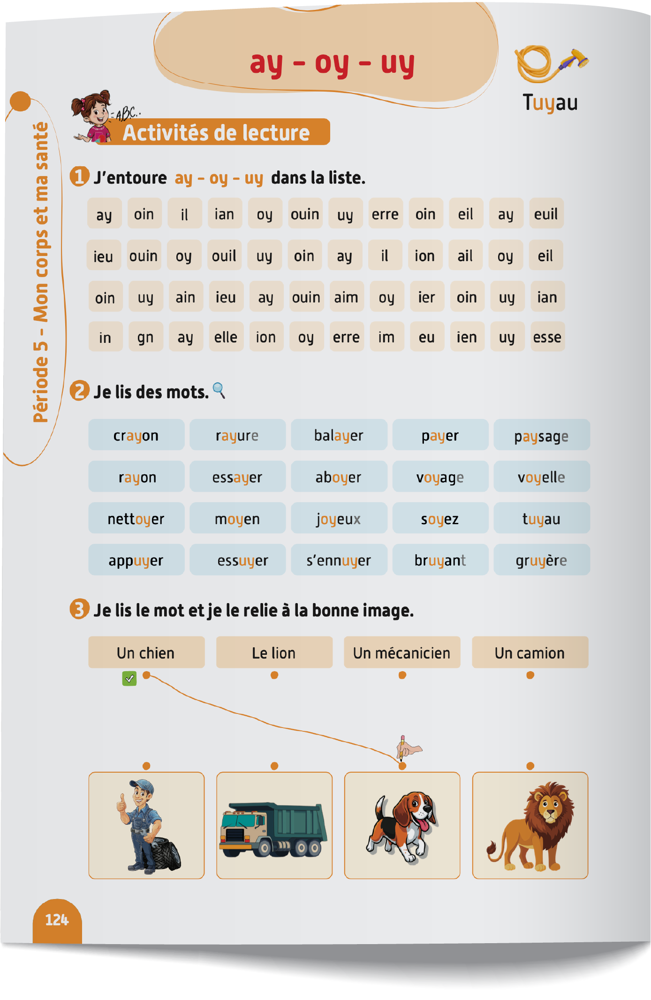 ay - oy - uy
Tuyau
A.B.C..
Activités de lecture
Période 5 - Mon corps et ma santé
1 J'entoure ay - oy - uy dans la liste.
ay oin il ian oy ouin uy erre oin eil ay euil
ieu ouin oy ouil uy oin ay il ion ail oy eil
oin uy ain ieu ay ouin aim oy ier oin uy ian
in gn ay elle ion oy erre im eu ien uy esse
2 Je lis des mots.
crayon rayure balayer payer paysage
rayon essayer aboyer voyage voyelle
nettoyer moyen joyeux soyez tuyau
appuyer essuyer s'ennuyer bruyant gruyère
3 Je lis le mot et je le relie à la bonne image.
Un chien Le lion Un mécanicien Un camion
124